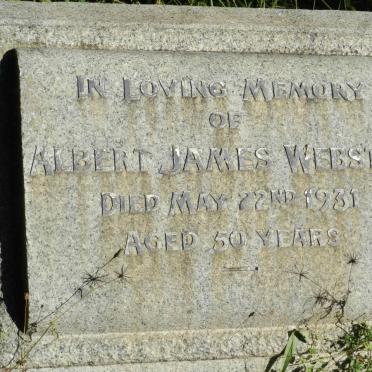 IN LOVING MEMORY
OF
ALBERT JAMES WEBST
DIED MAY 22ND 1931
AGED 50 YEARS